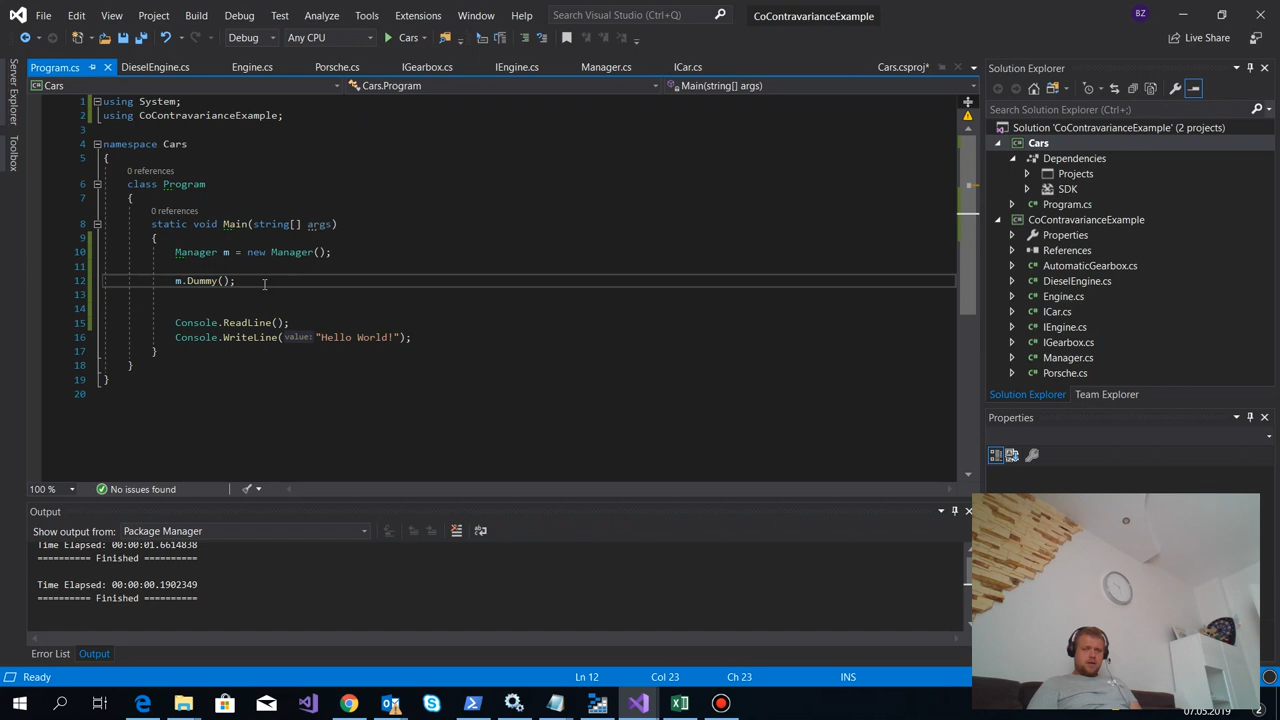 File Edit View Project Build Debug Test Analyze Tools Extensions Window Help Search Visual Studio (Ctrl+Q) CoContravarianceExample BZ
Debug Any CPU Cars Live Share
Program.cs DieselEngine.cs Engine.cs Porsche.cs IGearbox.cs IEngine.cs Manager.cs ICar.cs Cars.csproj*
Cars Cars.Program Main(string[] args)
Server Explorer
Toolbox
1 using System;
2 using CoContravarianceExample;
3
4 namespace Cars
5 {
0 references
6 class Program
7 {
0 references
8 static void Main(string[] args)
9 {
10 Manager m = new Manager();
11
12 m.Dummy();
13
14
15 Console.ReadLine();
16 Console.WriteLine(value: "Hello World!");
17 }
18 }
19 }
20
100 % No issues found
Output
Show output from: Package Manager
Time Elapsed: 00:00:01.6614838
========== Finished ==========
Time Elapsed: 00:00:00.1902349
========== Finished ==========
Error List Output
Solution Explorer
Search Solution Explorer (Ctrl+;)
Solution 'CoContravarianceExample' (2 projects)
C# Cars
Dependencies
Projects
SDK
C# Program.cs
C# CoContravarianceExample
Properties
References
C# AutomaticGearbox.cs
C# DieselEngine.cs
C# Engine.cs
C# ICar.cs
C# IEngine.cs
C# IGearbox.cs
C# Manager.cs
C# Porsche.cs
Solution Explorer Team Explorer
Properties
Ready Ln 12 Col 23 Ch 23 INS
07.05.2019 2